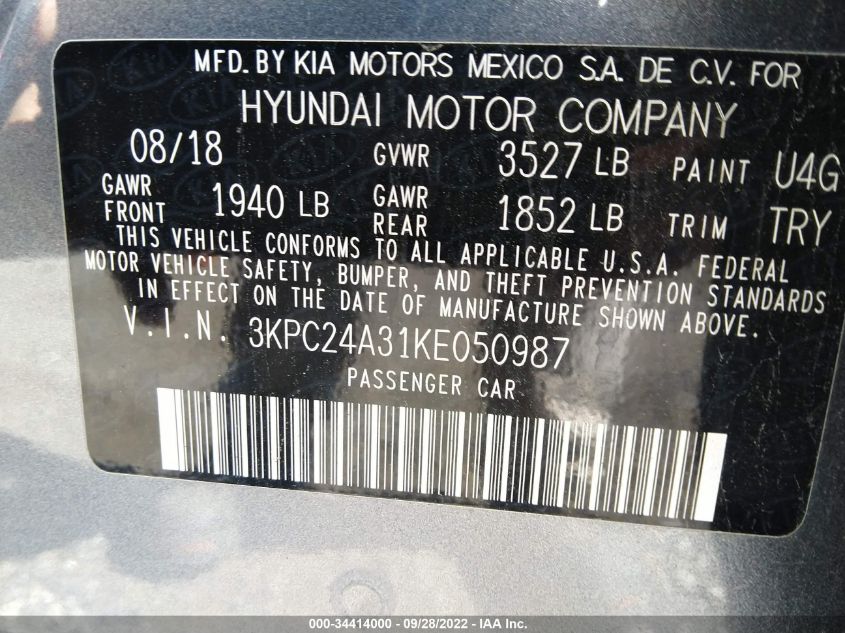 MFD. BY KIA MOTORS MEXICO S.A. DE C.V. FOR
HYUNDAI MOTOR COMPANY
08/18 GVWR 3527 LB PAINT U4G
GAWR FRONT 1940 LB GAWR REAR 1852 LB TRIM TRY
THIS VEHICLE CONFORMS TO ALL APPLICABLE U.S.A. FEDERAL
MOTOR VEHICLE SAFETY, BUMPER, AND THEFT PREVENTION STANDARDS
IN EFFECT ON THE DATE OF MANUFACTURE SHOWN ABOVE.
V.I.N. 3KPC24A31KE050987
PASSENGER CAR
000-34414000 - 09/28/2022 - IAA Inc.